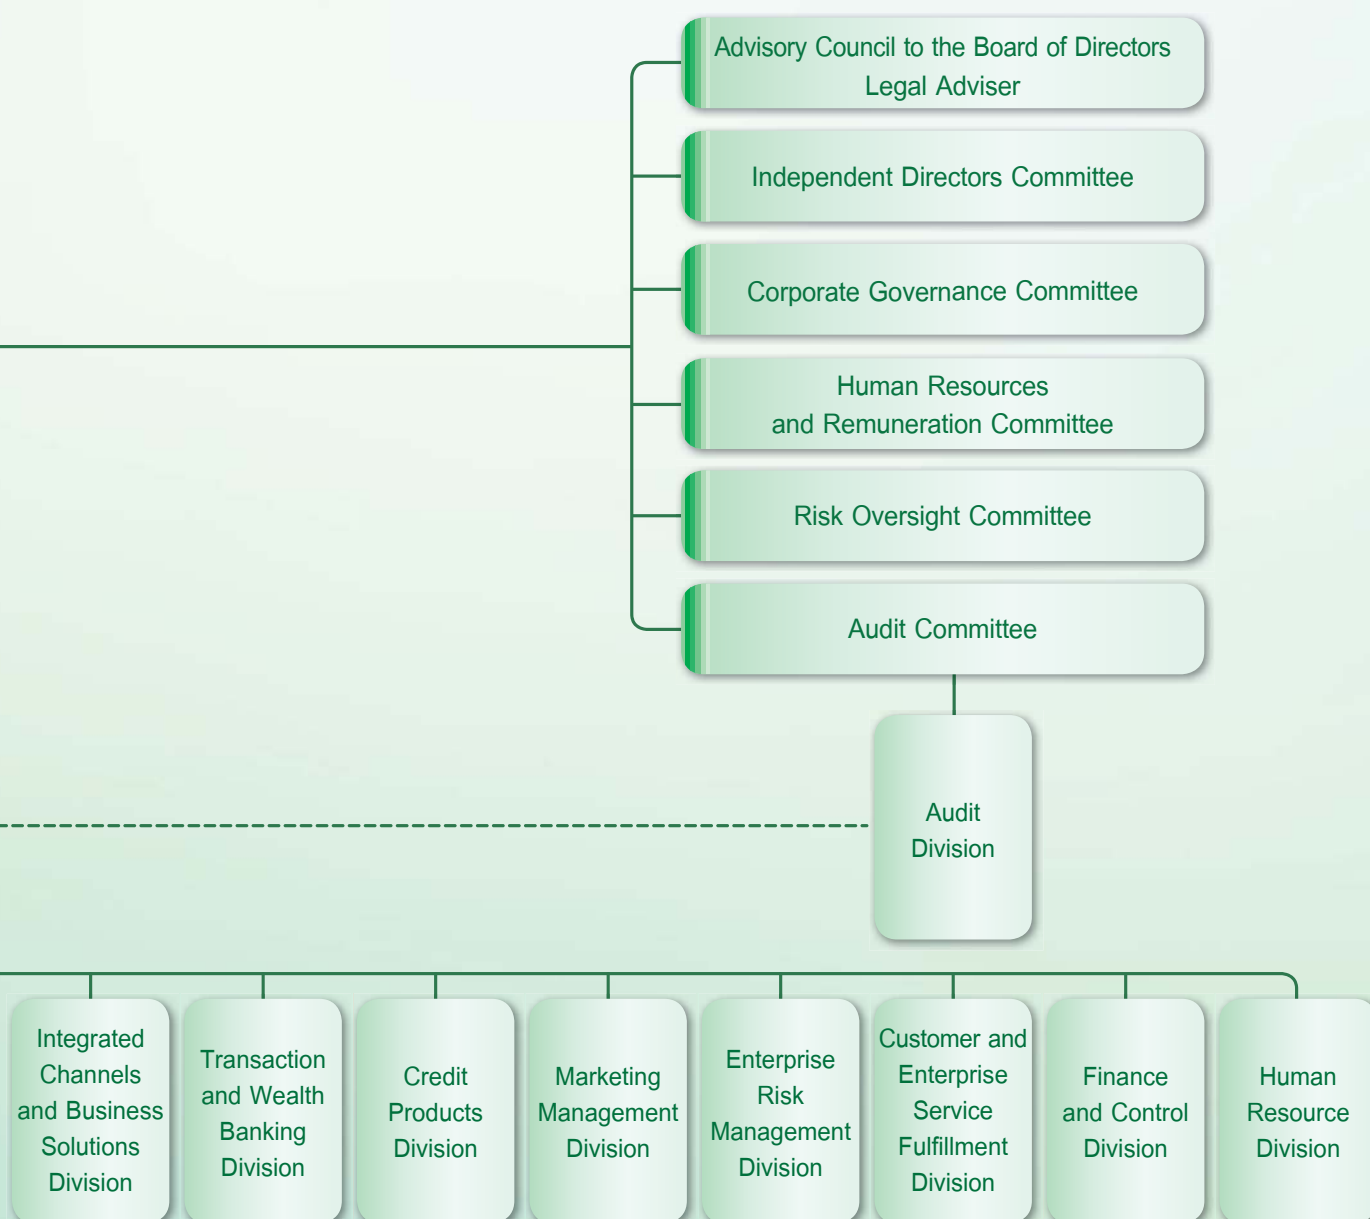 Advisory Council to the Board of Directors
Legal Adviser
Independent Directors Committee
Corporate Governance Committee
Human Resources
and Remuneration Committee
Risk Oversight Committee
Audit Committee
Audit
Division
Integrated
Channels
and Business
Solutions
Division
Transaction
and Wealth
Banking
Division
Credit
Products
Division
Marketing
Management
Division
Enterprise
Risk
Management
Division
Customer and
Enterprise
Service
Fulfillment
Division
Finance
and Control
Division
Human
Resource
Division